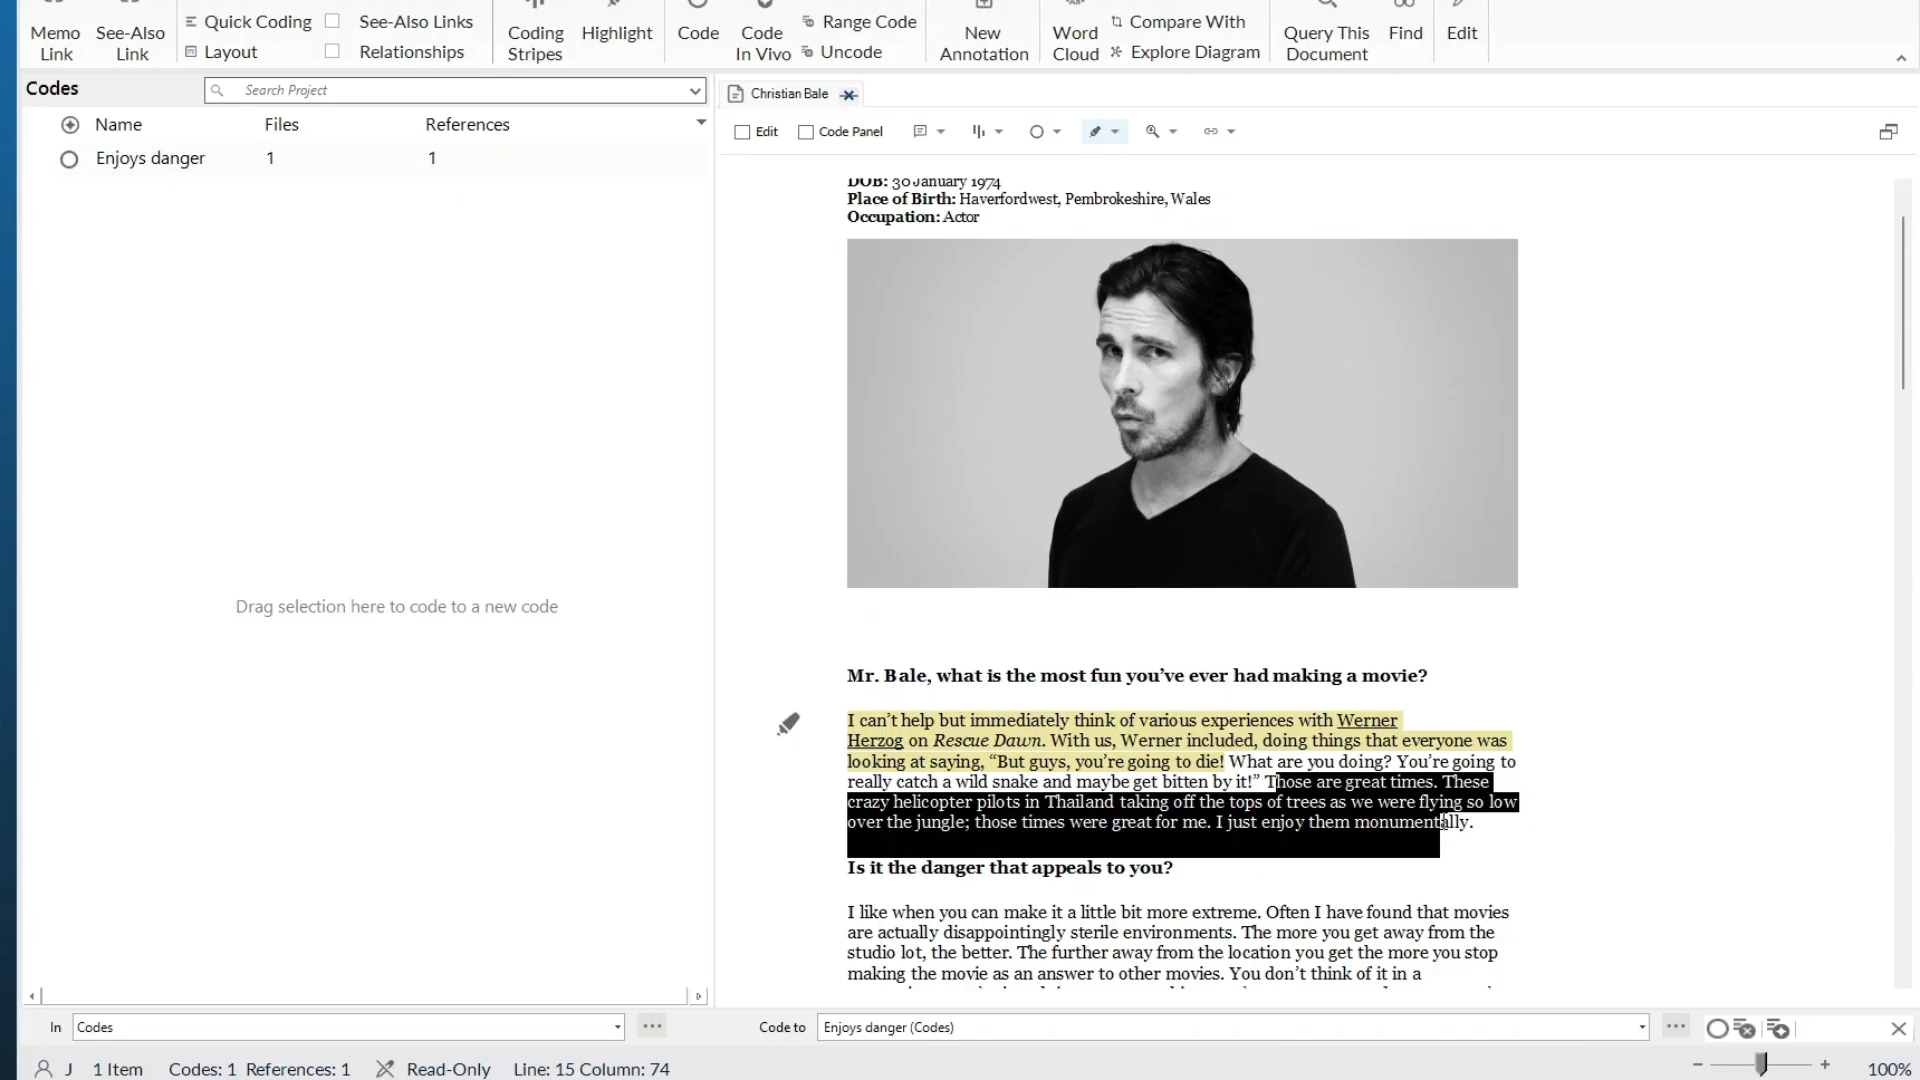 Memo Link
See-Also Link
Quick Coding
Layout
See-Also Links
Relationships
Coding Stripes
Highlight
Code
Code In Vivo
Range Code
Uncode
New Annotation
Word Cloud
Compare With
Explore Diagram
Query This Document
Find
Edit
Codes
Search Project
Name Files References
Enjoys danger 1 1
Drag selection here to code to a new code
Christian Bale
Edit Code Panel
DOB: 30 January 1974
Place of Birth: Haverfordwest, Pembrokeshire, Wales
Occupation: Actor
Mr. Bale, what is the most fun you’ve ever had making a movie?
I can’t help but immediately think of various experiences with Werner
Herzog on Rescue Dawn. With us, Werner included, doing things that everyone was
looking at saying, “But guys, you’re going to die! What are you doing? You’re going to
really catch a wild snake and maybe get bitten by it!” Those are great times. These
crazy helicopter pilots in Thailand taking off the tops of trees as we were flying so low
over the jungle; those times were great for me. I just enjoy them monumentally.
Is it the danger that appeals to you?
I like when you can make it a little bit more extreme. Often I have found that movies
are actually disappointingly sterile environments. The more you get away from the
studio lot, the better. The further away from the location you get the more you stop
making the movie as an answer to other movies. You don’t think of it in a
In Codes
Code to Enjoys danger (Codes)
J 1 Item Codes: 1 References: 1 Read-Only Line: 15 Column: 74
100%